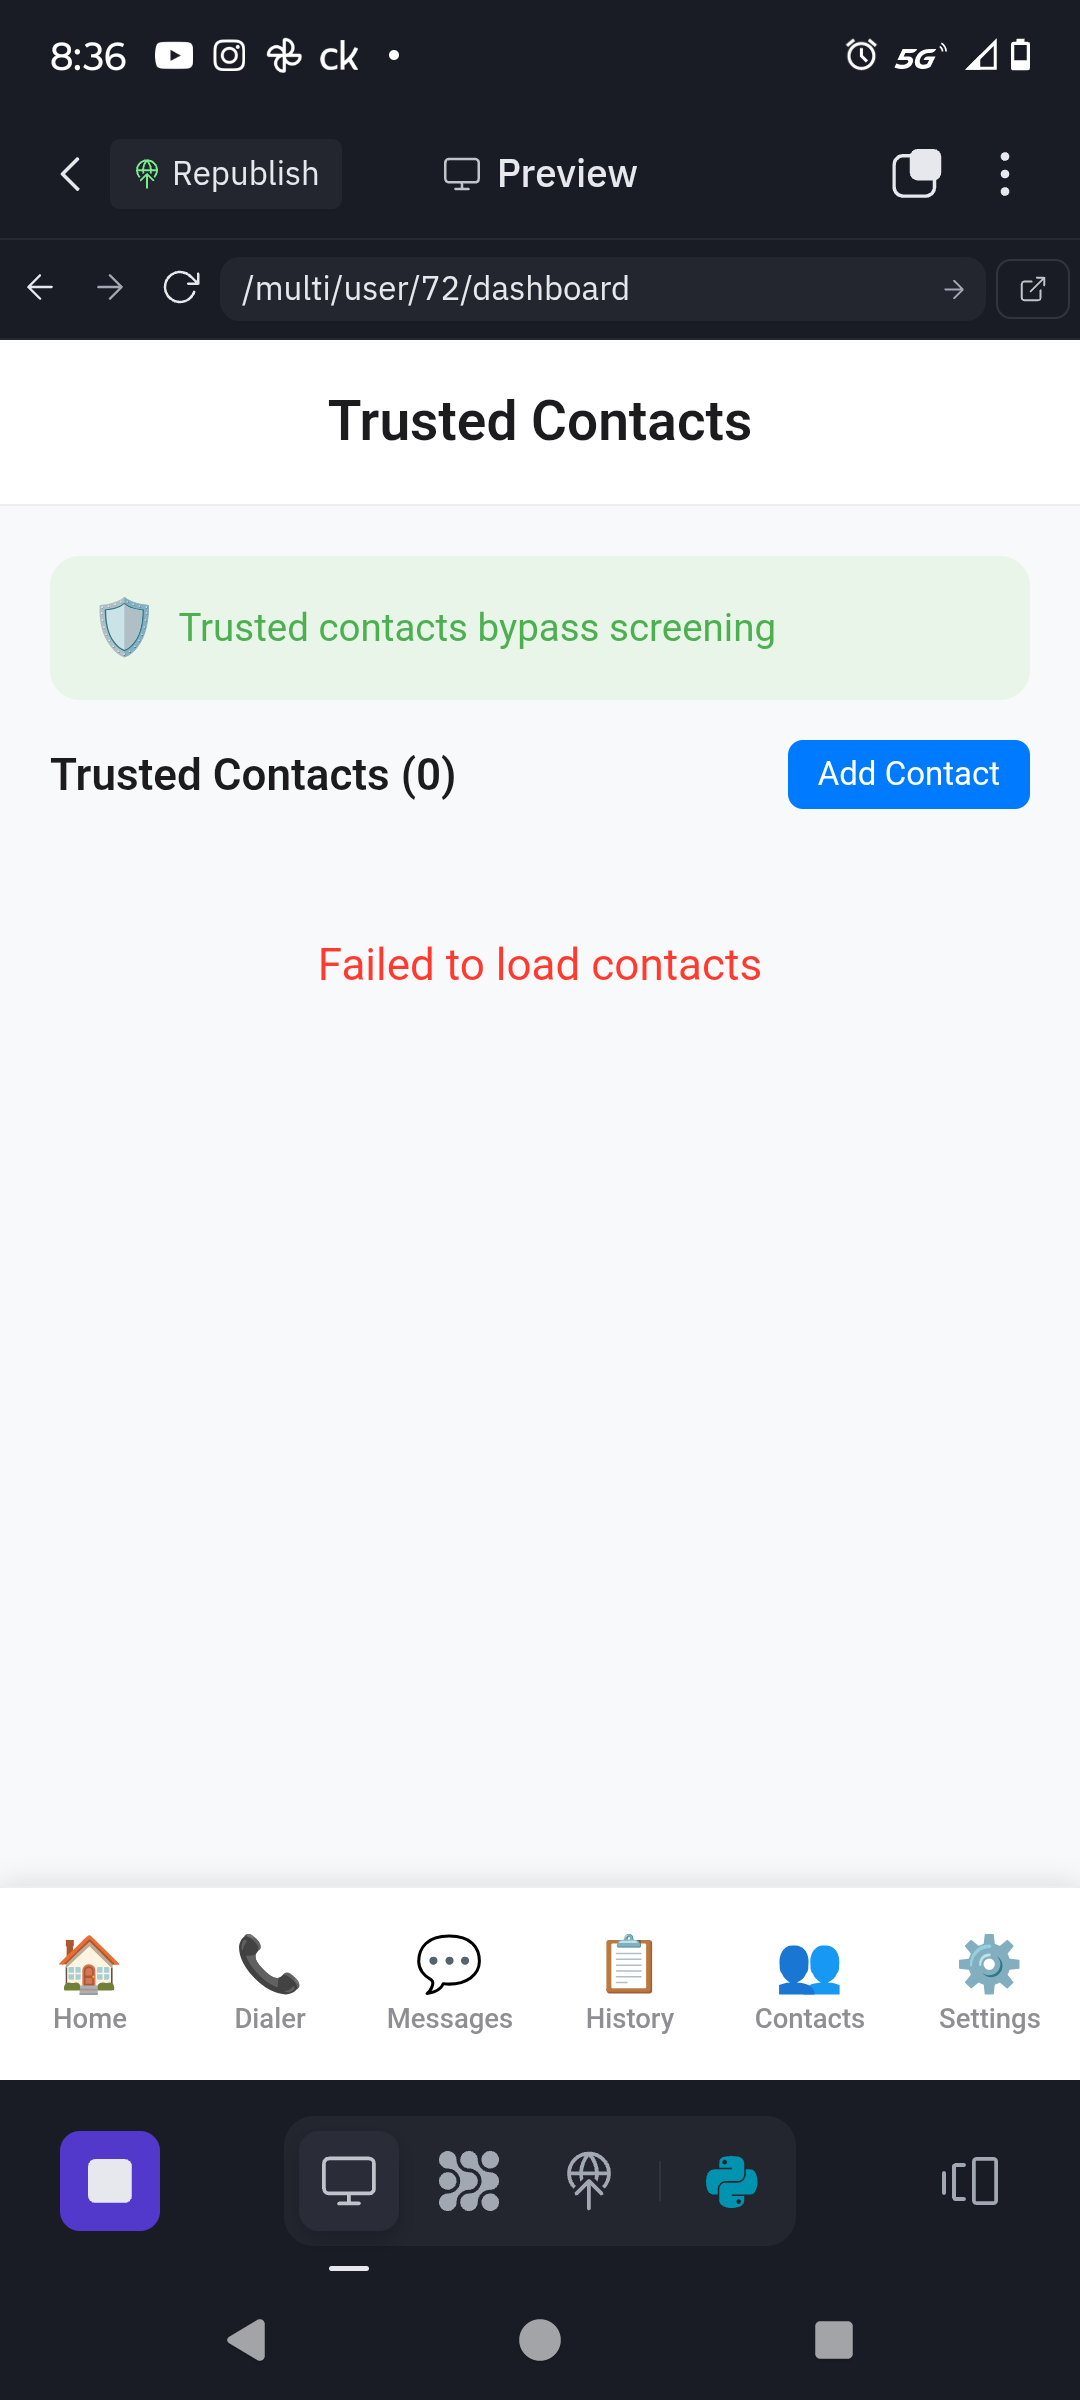 8:36 ck 5G
Republish Preview
/multi/user/72/dashboard
Trusted Contacts
Trusted contacts bypass screening
Trusted Contacts (0) Add Contact
Failed to load contacts
Home Dialer Messages History Contacts Settings